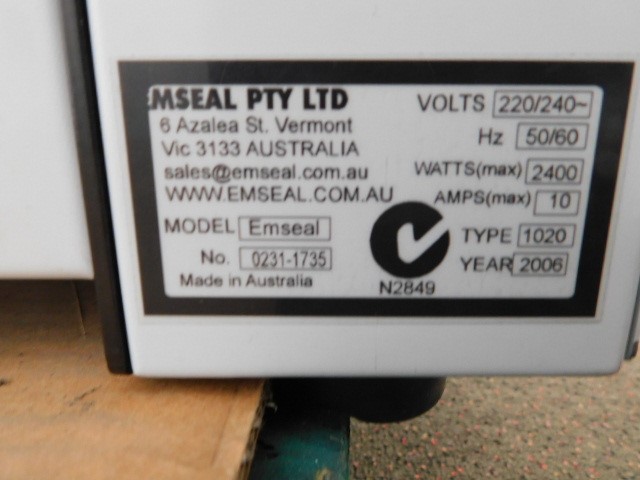 EMSEAL PTY LTD
6 Azalea St. Vermont
Vic 3133 AUSTRALIA
sales@emseal.com.au
WWW.EMSEAL.COM.AU
MODEL Emseal
No. 0231-1735
Made in Australia
VOLTS 220/240~
Hz 50/60
WATTS(max) 2400
AMPS(max) 10
TYPE 1020
YEAR 2006
N2849